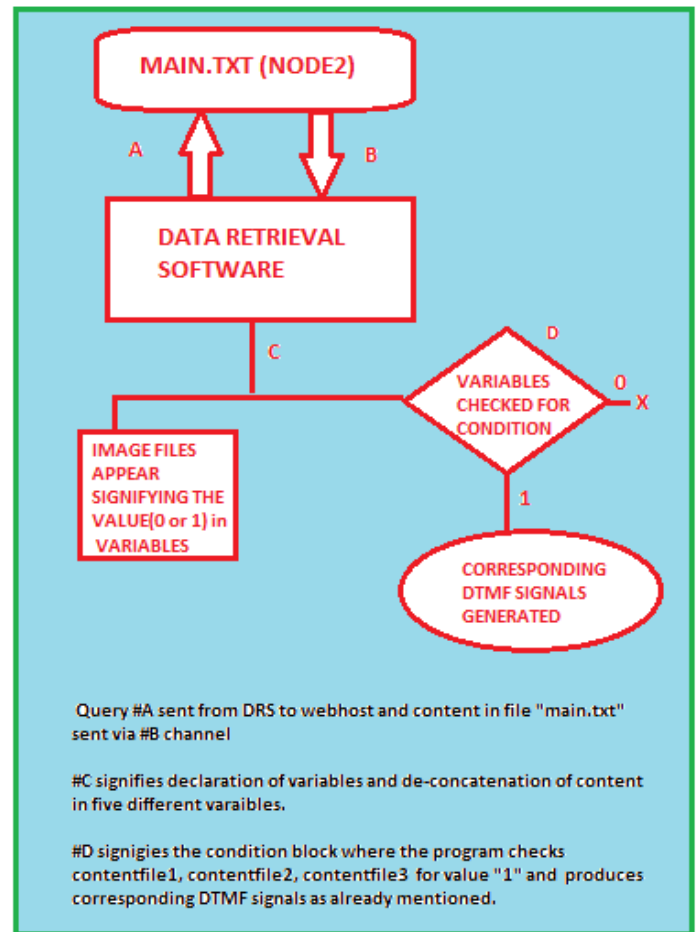 MAIN.TXT (NODE2)
A
B
DATA RETRIEVAL
SOFTWARE
C
D
VARIABLES
CHECKED FOR
CONDITION
0
X
IMAGE FILES
APPEAR
SIGNIFYING THE
VALUE(0 or 1) in
VARIABLES
1
CORRESPONDING
DTMF SIGNALS
GENERATED
Query #A sent from DRS to webhost and content in file "main.txt"
sent via #B channel
#C signifies declaration of variables and de-concatenation of content
in five different varaibles.
#D signigies the condition block where the program checks
contentfile1, contentfile2, contentfile3 for value "1" and produces
corresponding DTMF signals as already mentioned.